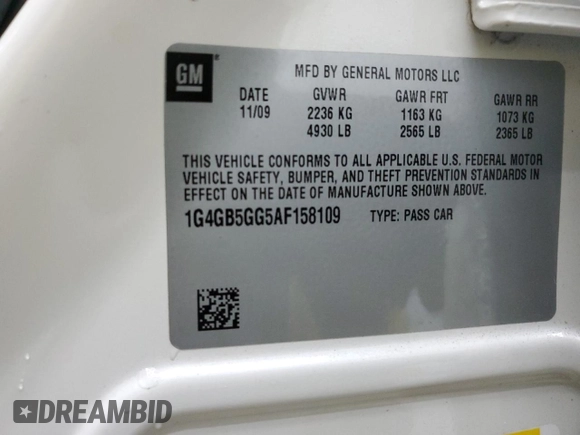 GM
MFD BY GENERAL MOTORS LLC
DATE GVWR GAWR FRT GAWR RR
11/09 2236 KG 1163 KG 1073 KG
4930 LB 2565 LB 2365 LB
THIS VEHICLE CONFORMS TO ALL APPLICABLE U.S. FEDERAL MOTOR
VEHICLE SAFETY, BUMPER, AND THEFT PREVENTION STANDARDS IN
EFFECT ON THE DATE OF MANUFACTURE SHOWN ABOVE.
1G4GB5GG5AF158109 TYPE: PASS CAR
DREAMBID